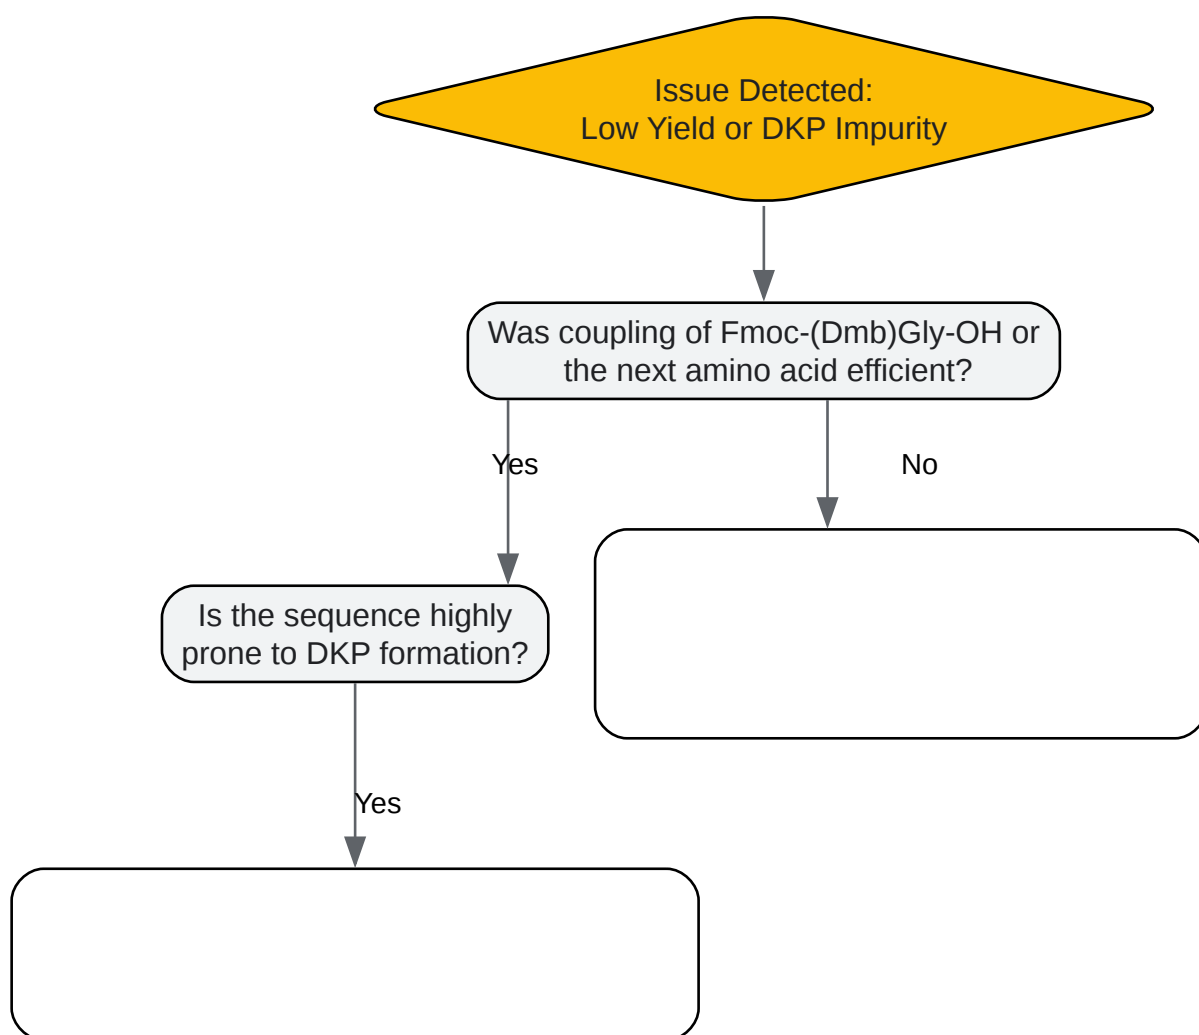 Issue Detected:
Low Yield or DKP Impurity
Was coupling of Fmoc-(Dmb)Gly-OH or
the next amino acid efficient?
Yes
No
Is the sequence highly
prone to DKP formation?
Yes